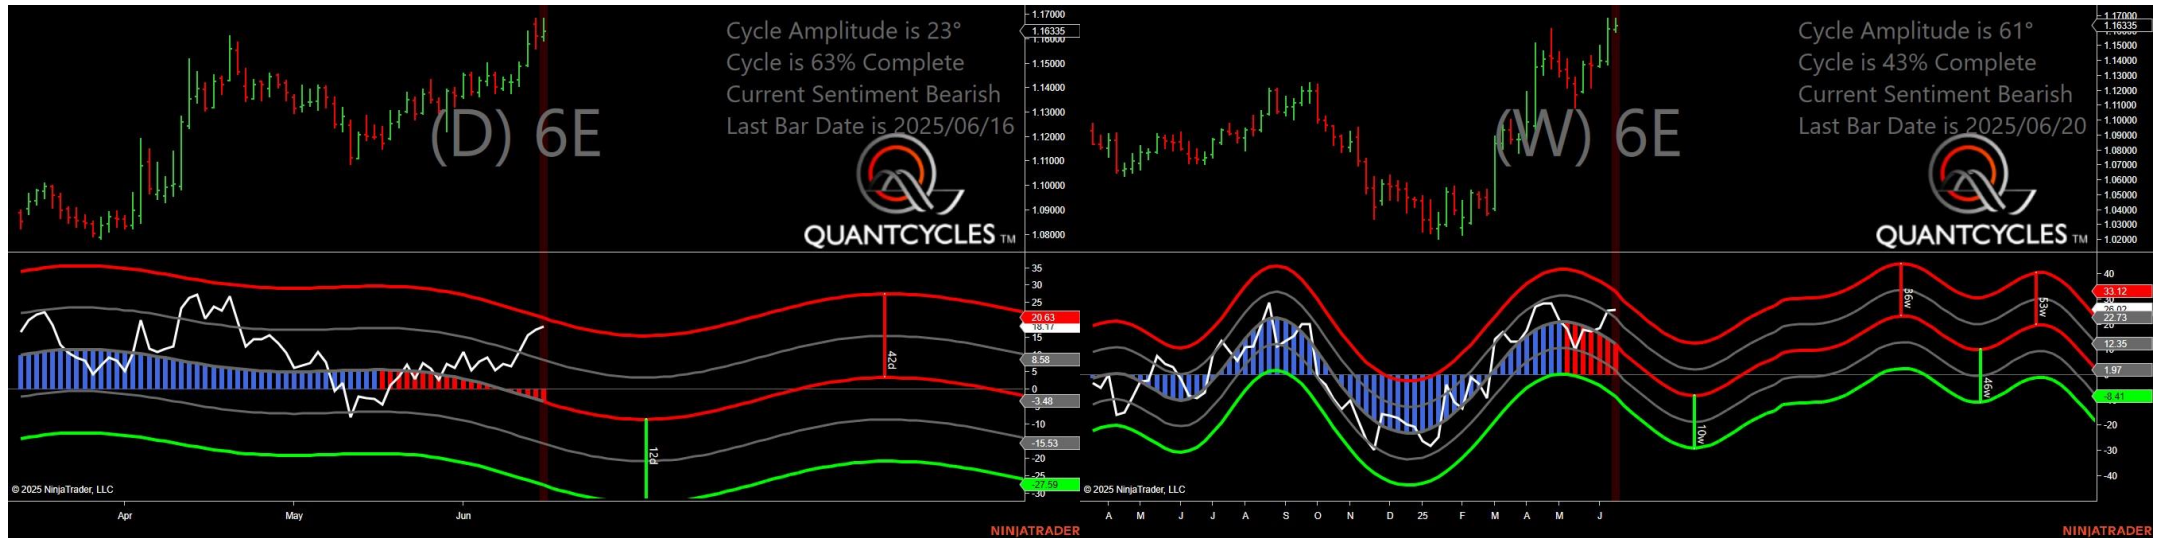 Cycle Amplitude is 23°
Cycle is 63% Complete
Current Sentiment Bearish
Last Bar Date is 2025/06/16
(D) 6E
QUANTCYCLES TM
1.17000
1.16335
1.16000
1.15000
1.14000
1.13000
1.12000
1.11000
1.10000
1.09000
1.08000
35
30
25
20.63
18.17
15
8.58
5
0
-3.48
-10
-15.53
-20
-27.59
-30
42d
12d
© 2025 NinjaTrader, LLC
Apr May Jun
NINJATRADER
Cycle Amplitude is 61°
Cycle is 43% Complete
Current Sentiment Bearish
Last Bar Date is 2025/06/20
(W) 6E
QUANTCYCLES TM
1.17000
1.16335
1.15000
1.14000
1.13000
1.12000
1.11000
1.10000
1.09000
1.08000
1.07000
1.06000
1.05000
1.04000
1.03000
1.02000
40
33.12
22.73
12.35
1.97
-8.41
-20
-30
-40
53w
46w
10w
© 2025 NinjaTrader, LLC
A M J J A S O N D 25 F M A M J
NINJATRADER